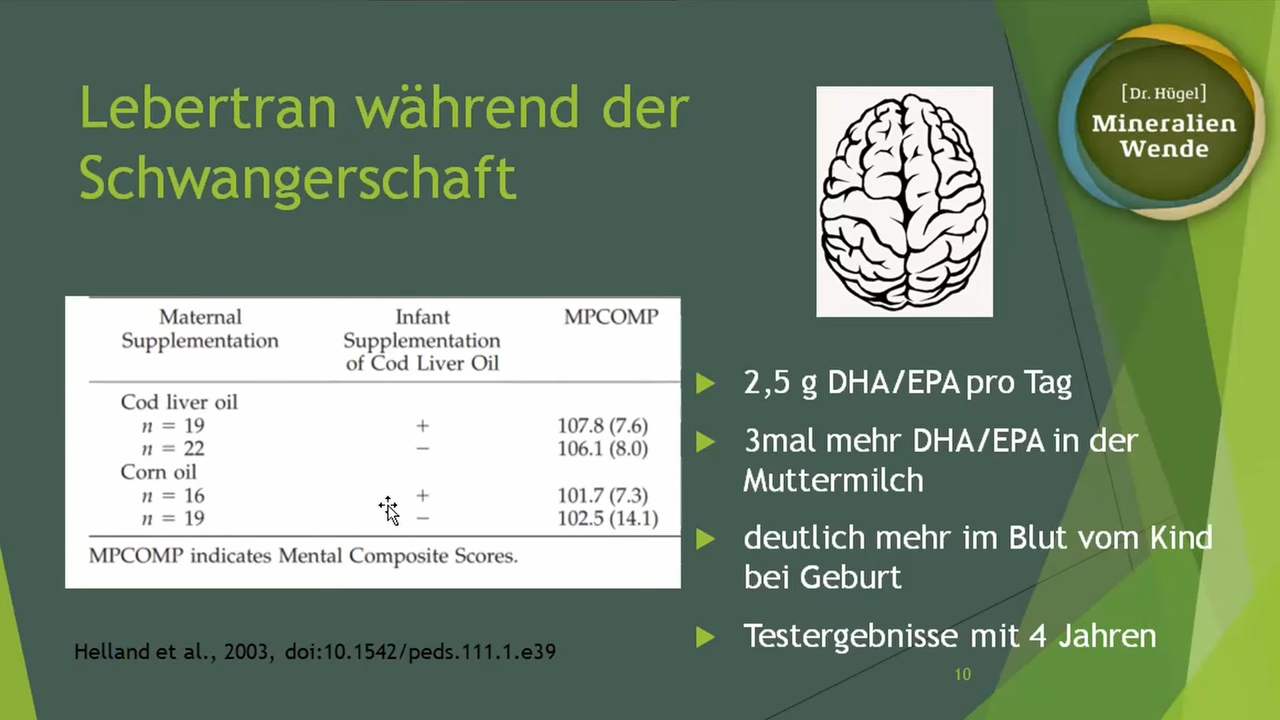 Lebertran während der
Schwangerschaft
[Dr. Hügel]
Mineralien
Wende
Maternal Supplementation Infant Supplementation of Cod Liver Oil MPCOMP
Cod liver oil
n = 19 + 107.8 (7.6)
n = 22 − 106.1 (8.0)
Corn oil
n = 16 + 101.7 (7.3)
n = 19 − 102.5 (14.1)
MPCOMP indicates Mental Composite Scores.
Helland et al., 2003, doi:10.1542/peds.111.1.e39
2,5 g DHA/EPA pro Tag
3mal mehr DHA/EPA in der
Muttermilch
deutlich mehr im Blut vom Kind
bei Geburt
Testergebnisse mit 4 Jahren
10